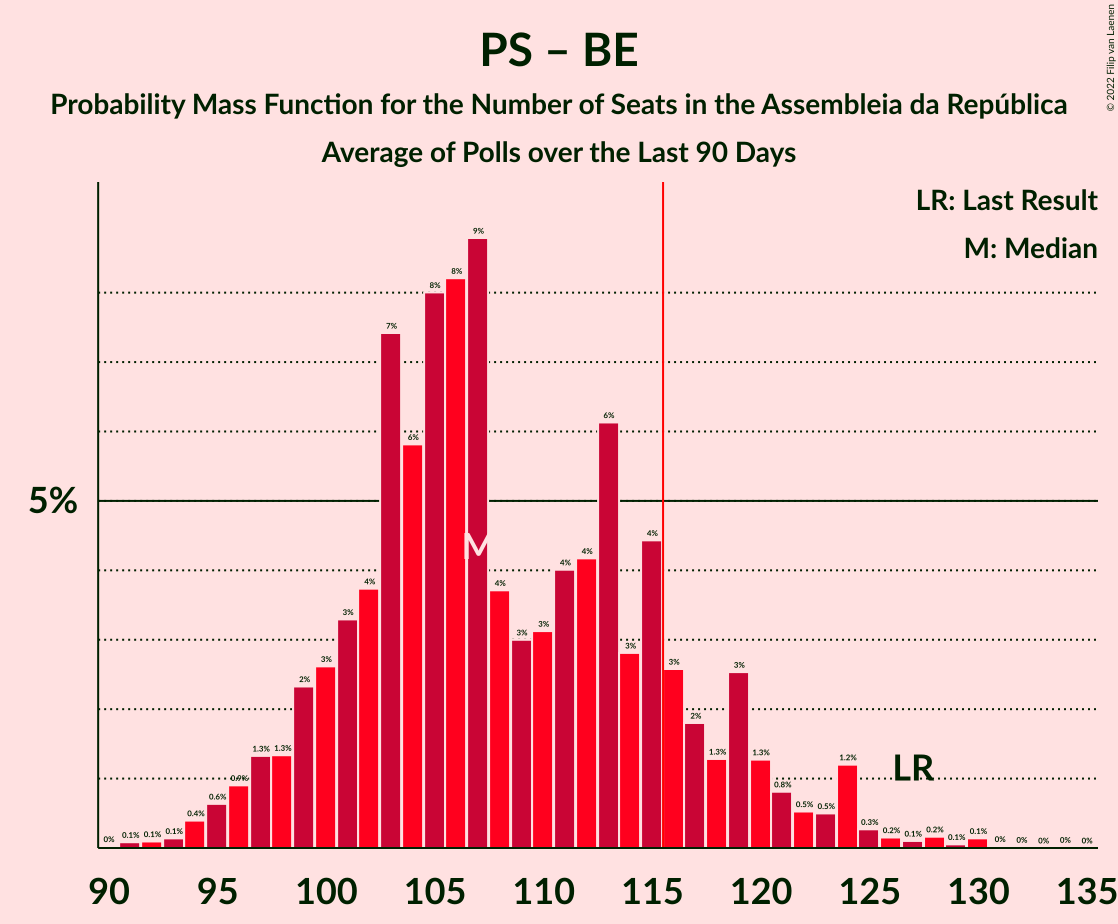 PS – BE
Probability Mass Function for the Number of Seats in the Assembleia da República
Average of Polls over the Last 90 Days
© 2022 Filip van Laenen
LR: Last Result
M: Median
5%
0% 0.1% 0.1% 0.1% 0.4% 0.6% 0.9% 1.3% 1.3% 2% 3% 3% 4% 7% 6% 8% 8% 9% 4% 3% 3% 4% 4% 6% 3% 4% 3% 2% 1.3% 3% 1.3% 0.8% 0.5% 0.5% 1.2% 0.3% 0.2% 0.1% 0.2% 0.1% 0.1% 0% 0% 0% 0% 0%
M
LR
90 95 100 105 110 115 120 125 130 135